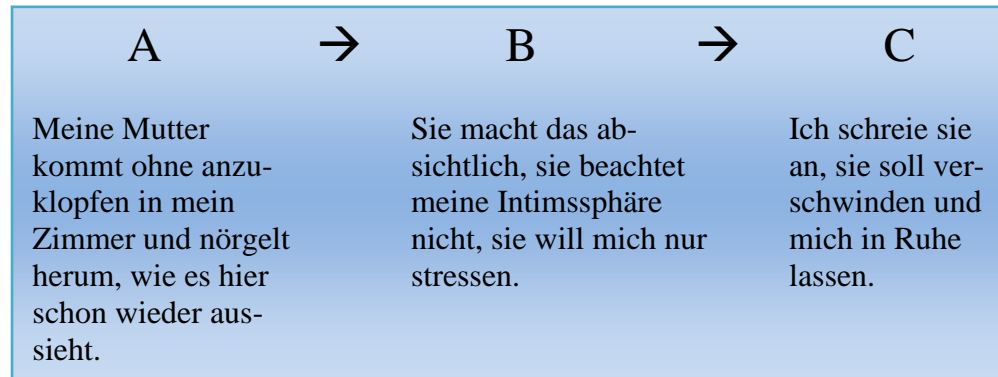 A → B → C
Meine Mutter
kommt ohne anzu-
klopfen in mein
Zimmer und nörgelt
herum, wie es hier
schon wieder aus-
sieht.
Sie macht das ab-
sichtlich, sie beachtet
meine Intimssphäre
nicht, sie will mich nur
stressen.
Ich schreie sie
an, sie soll ver-
schwinden und
mich in Ruhe
lassen.